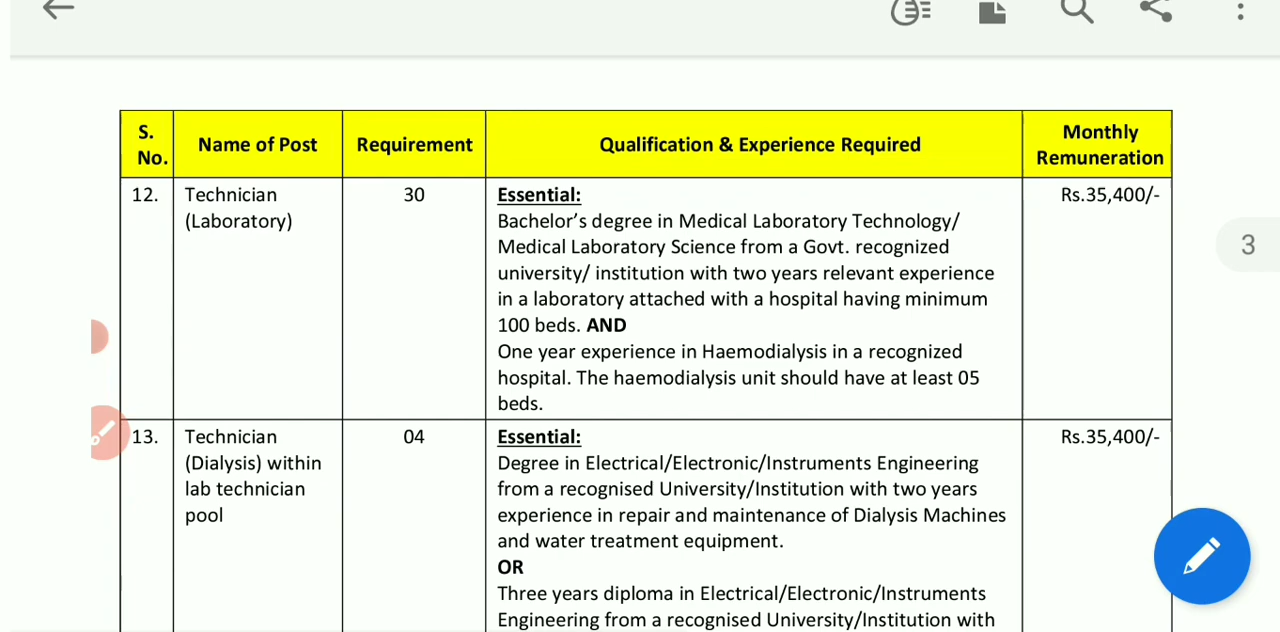 S.
No.
Name of Post
Requirement
Qualification & Experience Required
Monthly
Remuneration
12.
Technician
(Laboratory)
30
Essential:
Bachelor’s degree in Medical Laboratory Technology/
Medical Laboratory Science from a Govt. recognized
university/ institution with two years relevant experience
in a laboratory attached with a hospital having minimum
100 beds. AND
One year experience in Haemodialysis in a recognized
hospital. The haemodialysis unit should have at least 05
beds.
Rs.35,400/-
3
13.
Technician
(Dialysis) within
lab technician
pool
04
Essential:
Degree in Electrical/Electronic/Instruments Engineering
from a recognised University/Institution with two years
experience in repair and maintenance of Dialysis Machines
and water treatment equipment.
OR
Three years diploma in Electrical/Electronic/Instruments
Engineering from a recognised University/Institution with
Rs.35,400/-